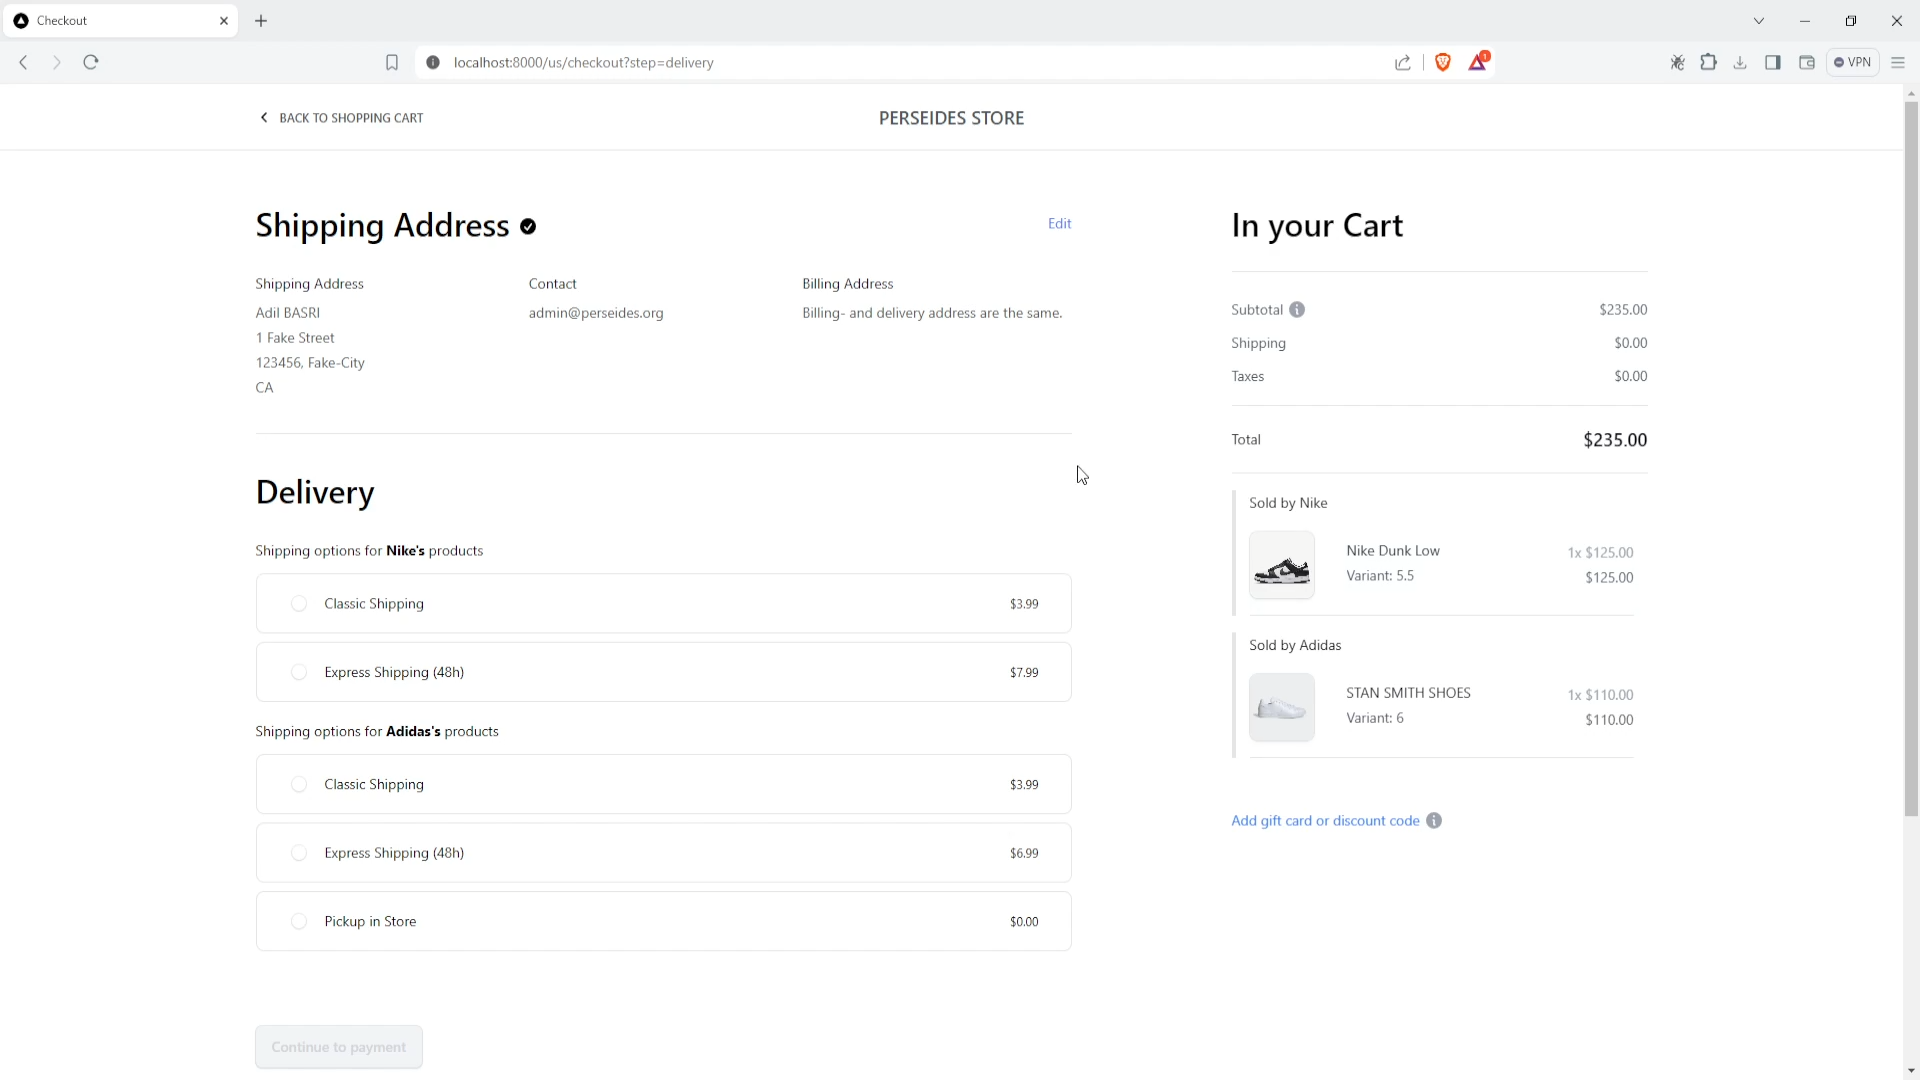 Checkout
localhost:8000/us/checkout?step=delivery
1
VPN
BACK TO SHOPPING CART
PERSEIDES STORE
Shipping Address
Edit
Shipping Address
Adil BASRI
1 Fake Street
123456, Fake-City
CA
Contact
admin@perseides.org
Billing Address
Billing- and delivery address are the same.
Delivery
Shipping options for Nike's products
Classic Shipping $3.99
Express Shipping (48h) $7.99
Shipping options for Adidas's products
Classic Shipping $3.99
Express Shipping (48h) $6.99
Pickup in Store $0.00
Continue to payment
In your Cart
Subtotal $235.00
Shipping $0.00
Taxes $0.00
Total $235.00
Sold by Nike
Nike Dunk Low 1x $125.00
Variant: 5.5 $125.00
Sold by Adidas
STAN SMITH SHOES 1x $110.00
Variant: 6 $110.00
Add gift card or discount code